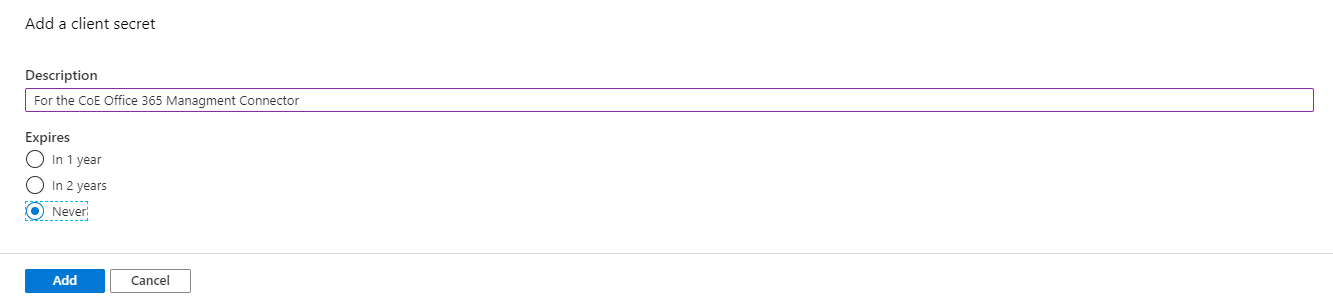 Add a client secret
Description
For the CoE Office 365 Managment Connector
Expires
In 1 year
In 2 years
Never
Add Cancel